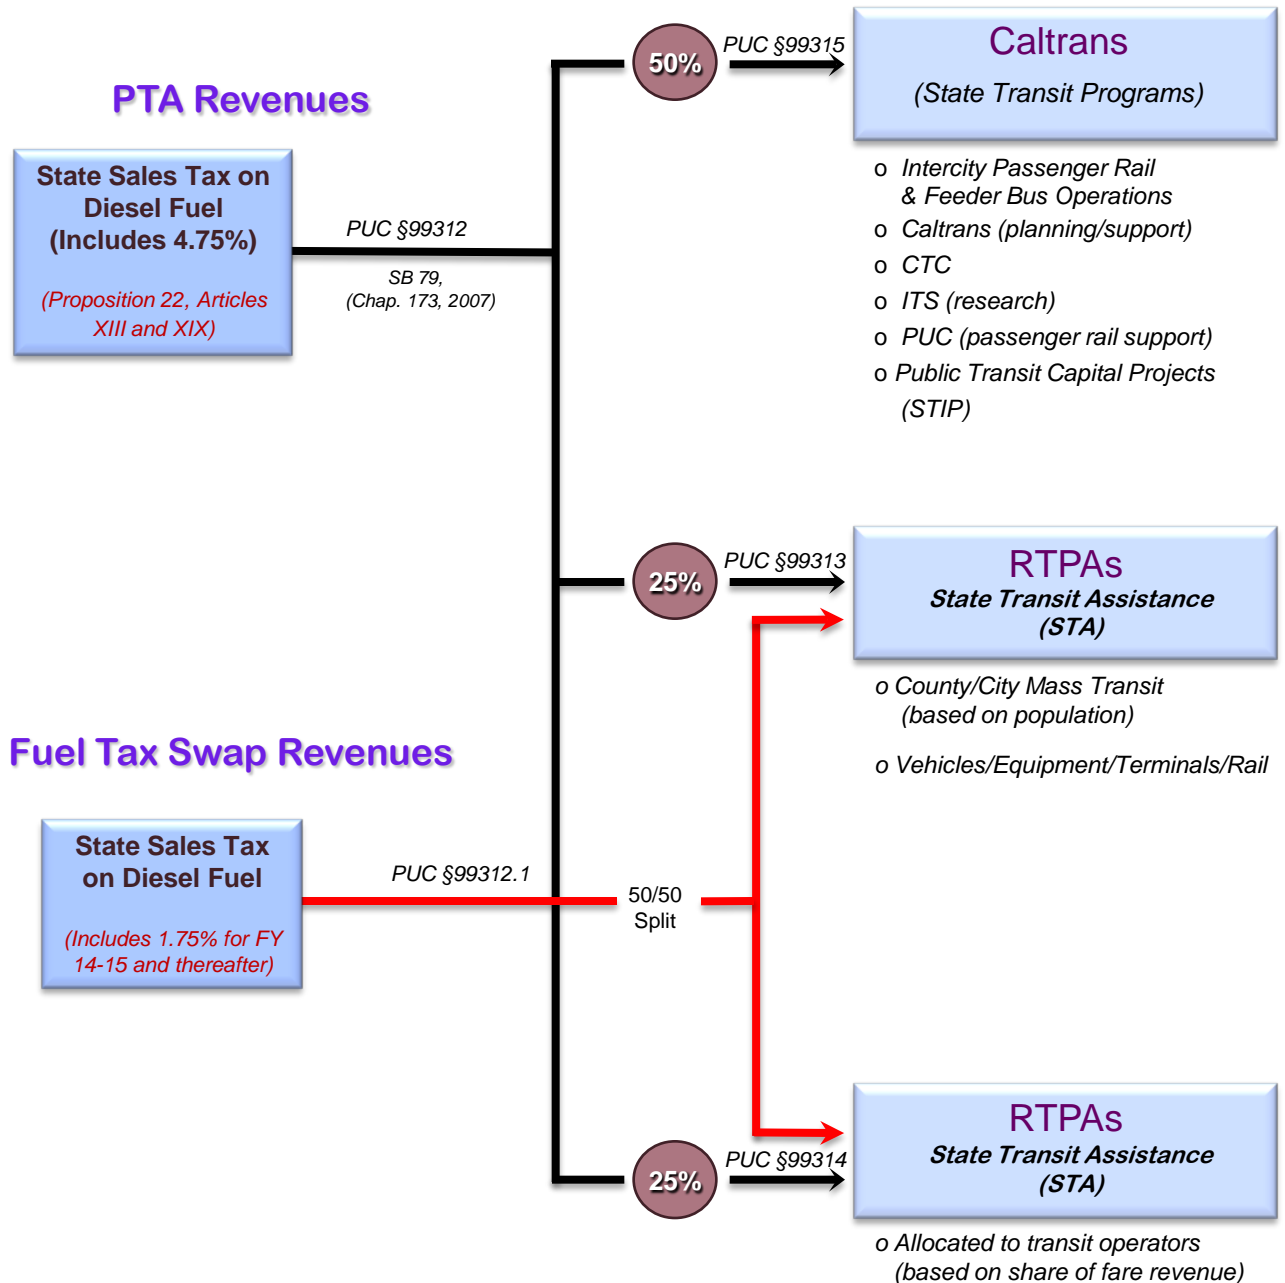 PTA Revenues
State Sales Tax on
Diesel Fuel
(Includes 4.75%)
(Proposition 22, Articles
XIII and XIX)
PUC §99312
SB 79,
(Chap. 173, 2007)
50%
PUC §99315
Caltrans
(State Transit Programs)
o Intercity Passenger Rail
& Feeder Bus Operations
o Caltrans (planning/support)
o CTC
o ITS (research)
o PUC (passenger rail support)
o Public Transit Capital Projects
(STIP)
25%
PUC §99313
RTPAs
State Transit Assistance
(STA)
o County/City Mass Transit
(based on population)
o Vehicles/Equipment/Terminals/Rail
Fuel Tax Swap Revenues
State Sales Tax
on Diesel Fuel
(Includes 1.75% for FY
14-15 and thereafter)
PUC §99312.1
50/50
Split
25%
PUC §99314
RTPAs
State Transit Assistance
(STA)
o Allocated to transit operators
(based on share of fare revenue)